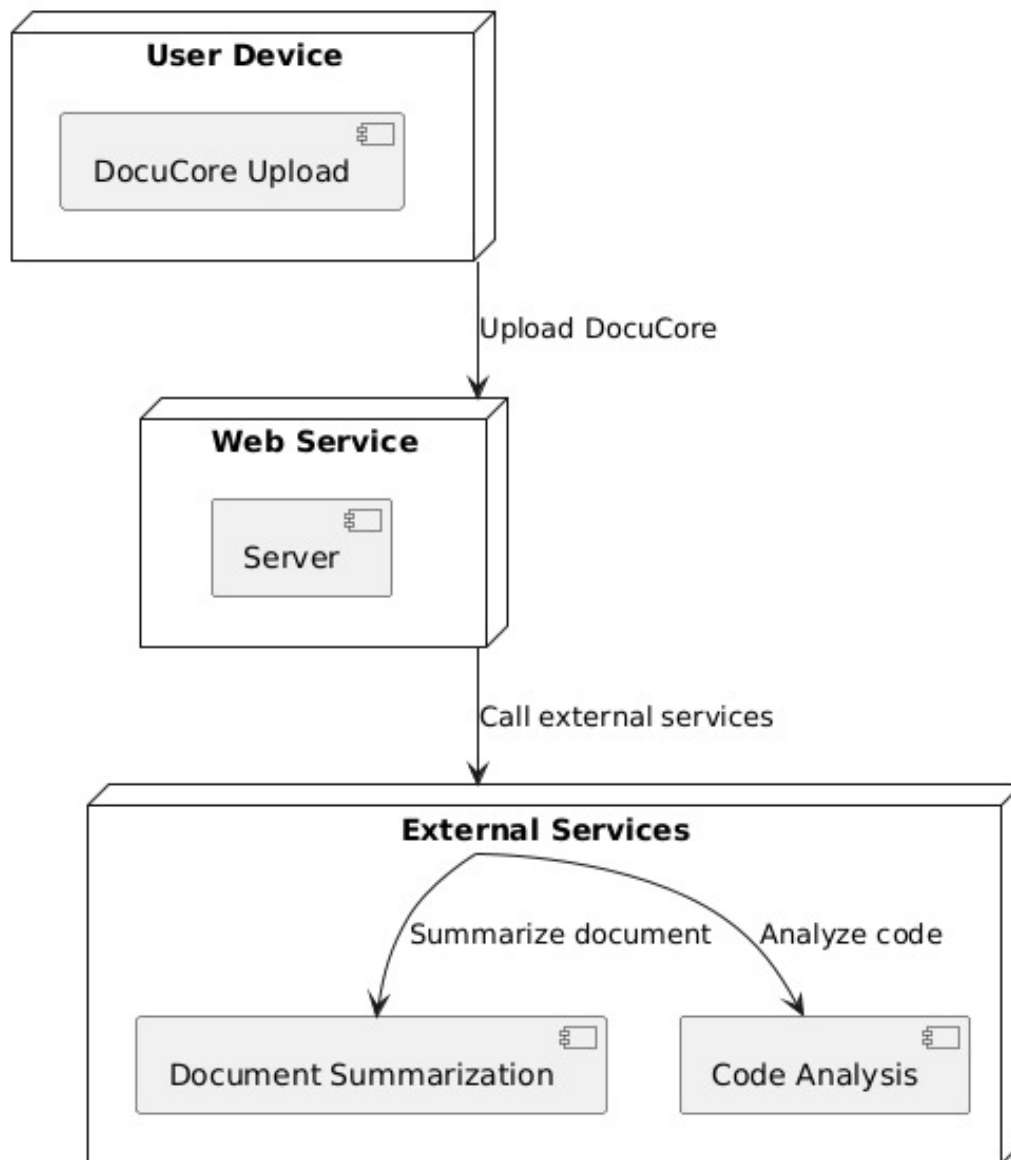 User Device
DocuCore Upload
Upload DocuCore
Web Service
Server
Call external services
External Services
Summarize document
Analyze code
Document Summarization
Code Analysis